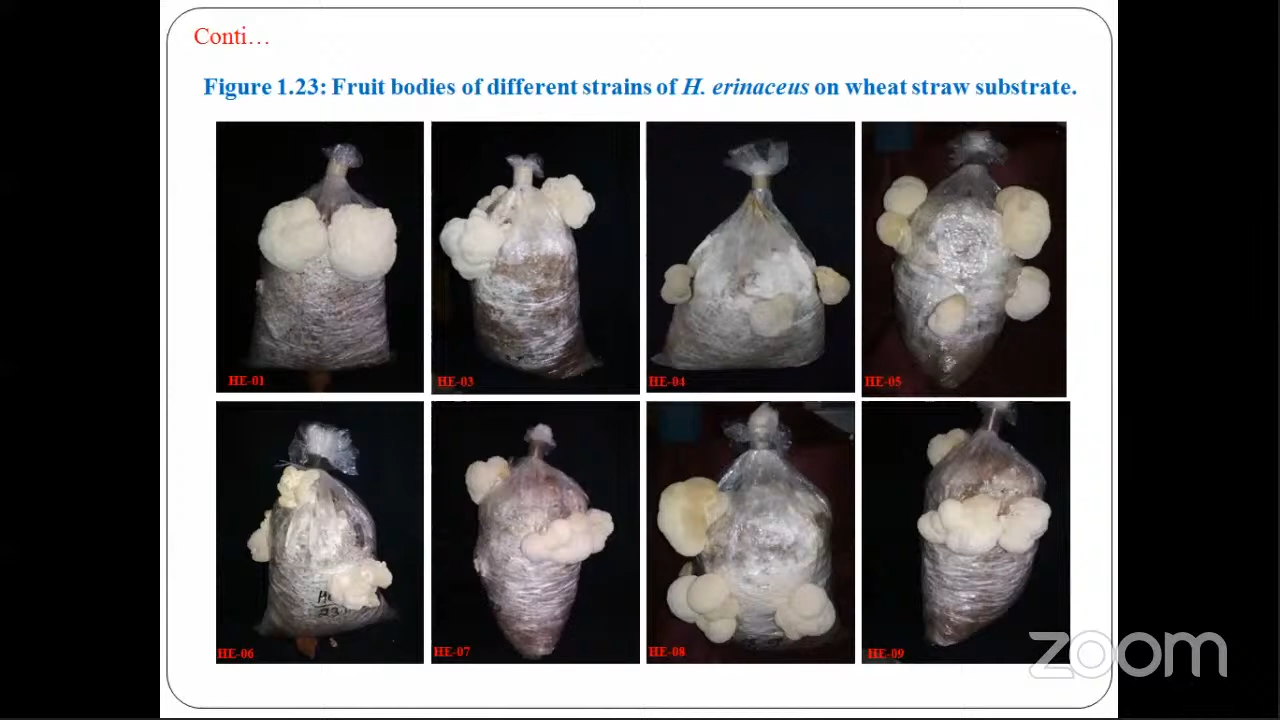 Conti…
Figure 1.23: Fruit bodies of different strains of H. erinaceus on wheat straw substrate.
HE-01
HE-03
HE-04
HE-05
HE-06
HE-07
HE-08
HE-09
zoom